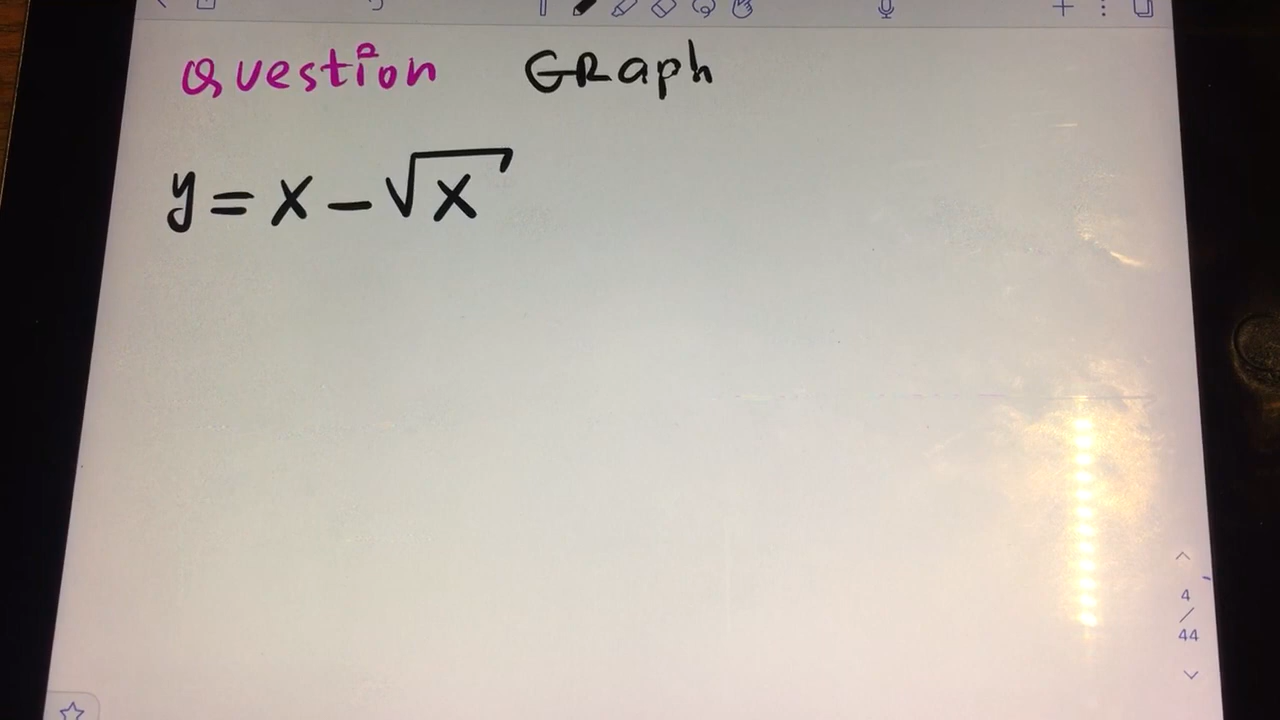 Question Graph
y = x - √x
4
/
44